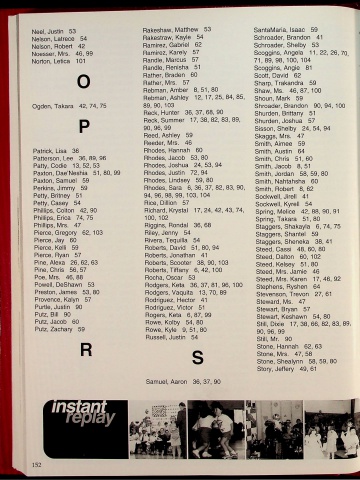 Neel, Justin 53
Nelson, Latrece 54
Nelson, Robert 42
Noesser, Mrs. 46, 99
Norton, Letica 101
O
Ogden, Takara 42, 74, 75
P
Patrick, Lisa 36
Patterson, Lee 36, 89, 96
Patty, Codie 13, 52, 53
Paxton, Dae'Nesha 51, 80, 99
Paxton, Samuel 59
Perkins, Jimmy 59
Petty, Britney 51
Petty, Casey 54
Phillips, Colton 42, 90
Phillips, Erica 74, 75
Phillips, Mrs. 47
Pierce, Gregory 62, 103
Pierce, Jay 60
Pierce, Kelli 59
Pierce, Ryan 57
Pine, Alexa 26, 62, 63
Pine, Chris 56, 57
Poe, Mrs. 46, 88
Powell, DeShawn 53
Preston, James 53, 80
Provence, Kalyn 57
Purtle, Justin 90
Putz, Bill 90
Putz, Jacob 60
Putz, Zachary 59
R
Rakeshaw, Matthew 53
Rakestraw, Kayle 54
Ramirez, Gabriel 62
Ramirez, Karely 57
Randle, Marcus 57
Randle, Renisha 51
Rather, Braden 60
Rather, Mrs. 57
Rebman, Amber 8, 51, 80
Rebman, Ashley 12, 17, 25, 84, 85,
89, 90, 103
Reck, Hunter 36, 37, 68, 90
Reck, Summer 17, 38, 82, 83, 89,
90, 96, 99
Reed, Ashley 59
Reeder, Mrs. 46
Rhodes, Hannah 60
Rhodes, Jacob 53, 80
Rhodes, Joshua 24, 53, 94
Rhodes, Justin 72, 94
Rhodes, Lindsey 59, 80
Rhodes, Sara 6, 36, 37, 82, 83, 90,
94, 96, 98, 99, 103, 104
Rice, Dillion 57
Richard, Krystal 17, 24, 42, 43, 74,
100, 102
Riggins, Rondal 36, 68
Riley, Jenny 54
Rivera, Tequilla 54
Roberts, David 51, 80, 94
Roberts, Jonathan 41
Roberts, Scooter 38, 90, 103
Roberts, Tiffany 6, 42, 100
Rocha, Oscar 53
Rodgers, Keta 36, 37, 81, 96, 100
Rodgers, Vaquila 13, 70, 89
Rodriguez, Hector 41
Rodriguez, Victor 51
Rogers, Keta 6, 87, 99
Rowe, Kolby 54, 80
Rowe, Kyle 9, 51, 80
Russell, Justin 54
S
Samuel, Aaron 36, 37, 90
SantaMaria, Isaac 59
Schroader, Brandon 41
Schroader, Shelby 53
Scoggins, Angela 11, 22, 26, 70,
71, 89, 98, 100, 104
Scoggins, Angie 81
Scott, David 62
Sharp, Trakandra 59
Shaw, Ms. 46, 87, 100
Shoun, Mark 59
Shroader, Brandon 90, 94, 100
Shurden, Brittany 51
Shurden, Joshua 57
Sisson, Shelby 24, 54, 94
Skagga, Mrs. 47
Smith, Aimee 59
Smith, Austin 64
Smith, Chris 51, 60
Smith, Jacob 8, 51
Smith, Jordan 58, 59, 80
Smith, Nahtahsha 60
Smith, Robert 8, 62
Sockwell, Jirell 41
Sockwell, Kyrell 54
Spring, Melice 42, 88, 90, 91
Spring, Takara 51, 80
Staggers, Shakayla 6, 74, 75
Staggers, Shantel 59
Staggers, Sheneka 38, 41
Steed, Cassi 48, 60, 80
Steed, Dalton 60, 102
Steed, Kelsey 51, 80
Steed, Mrs. Jamie 46
Steed, Mrs. Karen 17, 46, 92
Stephens, Ryshen 64
Stevenson, Trevon 27, 61
Steward, Ms. 47
Stewart, Bryan 57
Stewart, Keshawn 54, 80
Still, Dixie 17, 38, 66, 82, 83, 89,
90, 96, 99
Still, Mr. 90
Stone, Hannah 62, 63
Stone, Mrs. 47, 58
Stone, Shealynn 58, 59, 80
Story, Jeffery 49, 61
instant
replay
152